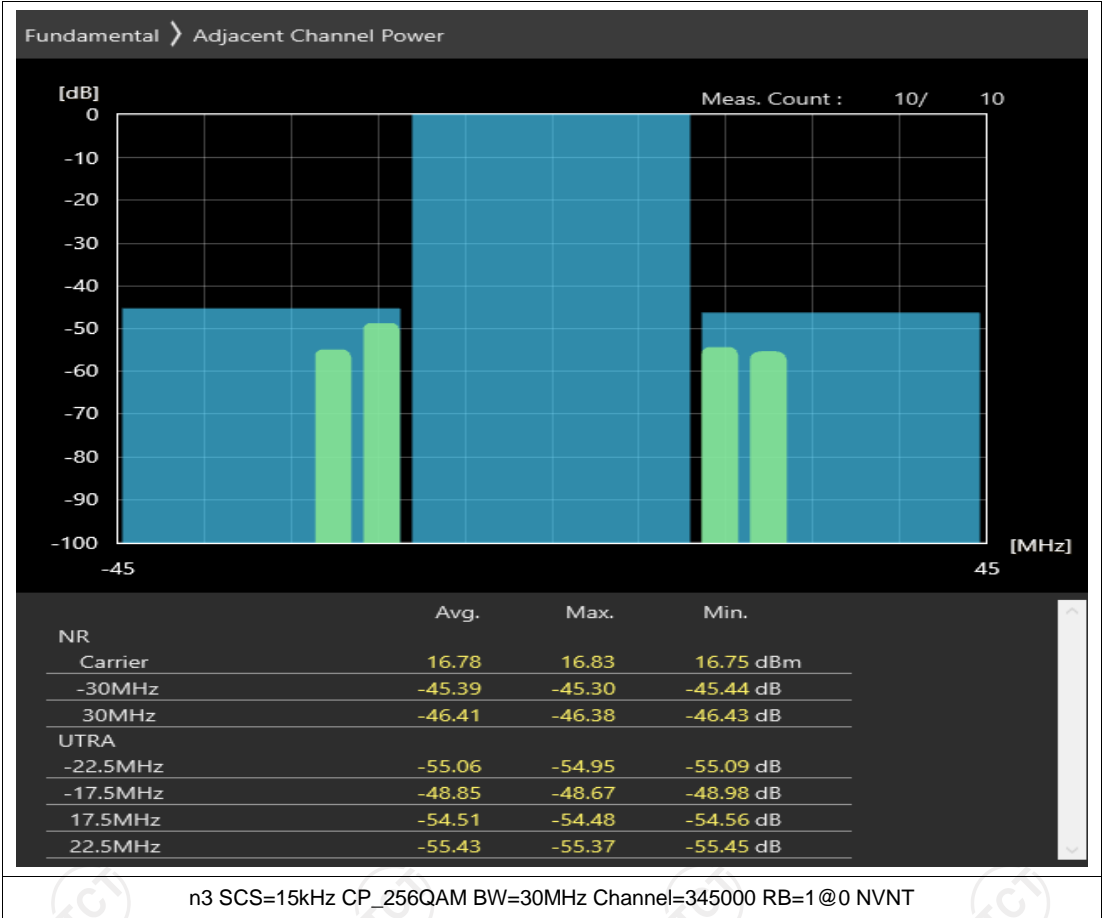 Fundamental ❯ Adjacent Channel Power
[dB]
Meas. Count : 10/ 10
0
-10
-20
-30
-40
-50
-60
-70
-80
-90
-100
[MHz]
-45 45
Avg. Max. Min.
NR
Carrier 16.78 16.83 16.75 dBm
-30MHz -45.39 -45.30 -45.44 dB
30MHz -46.41 -46.38 -46.43 dB
UTRA
-22.5MHz -55.06 -54.95 -55.09 dB
-17.5MHz -48.85 -48.67 -48.98 dB
17.5MHz -54.51 -54.48 -54.56 dB
22.5MHz -55.43 -55.37 -55.45 dB
n3 SCS=15kHz CP_256QAM BW=30MHz Channel=345000 RB=1@0 NVNT
TCT TCT TCT TCT